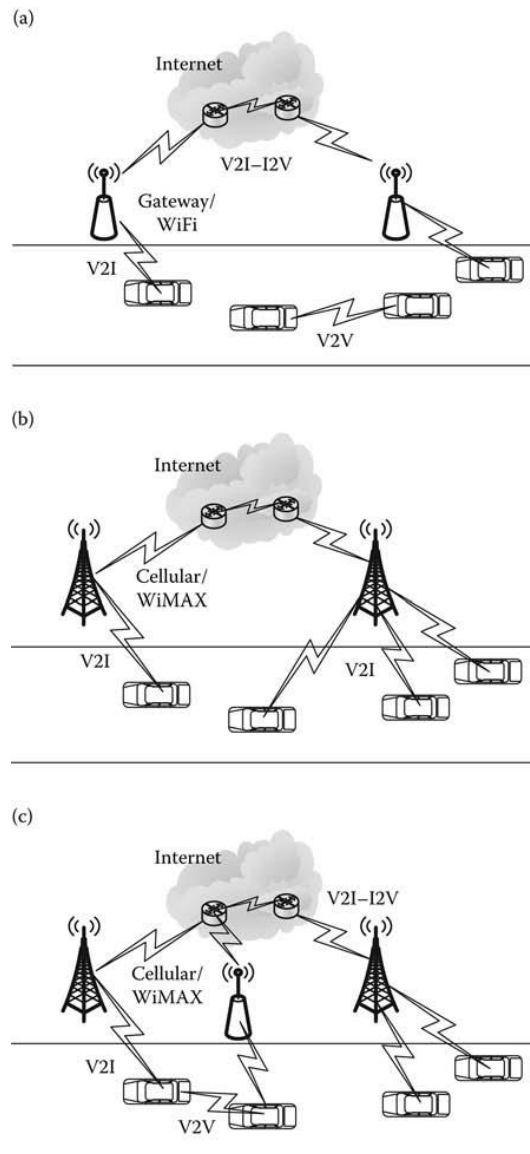 (a)
Internet
V2I–I2V
Gateway/
WiFi
V2I
V2V
(b)
Internet
Cellular/
WiMAX
V2I
V2I
(c)
Internet
V2I–I2V
Cellular/
WiMAX
V2I
V2V